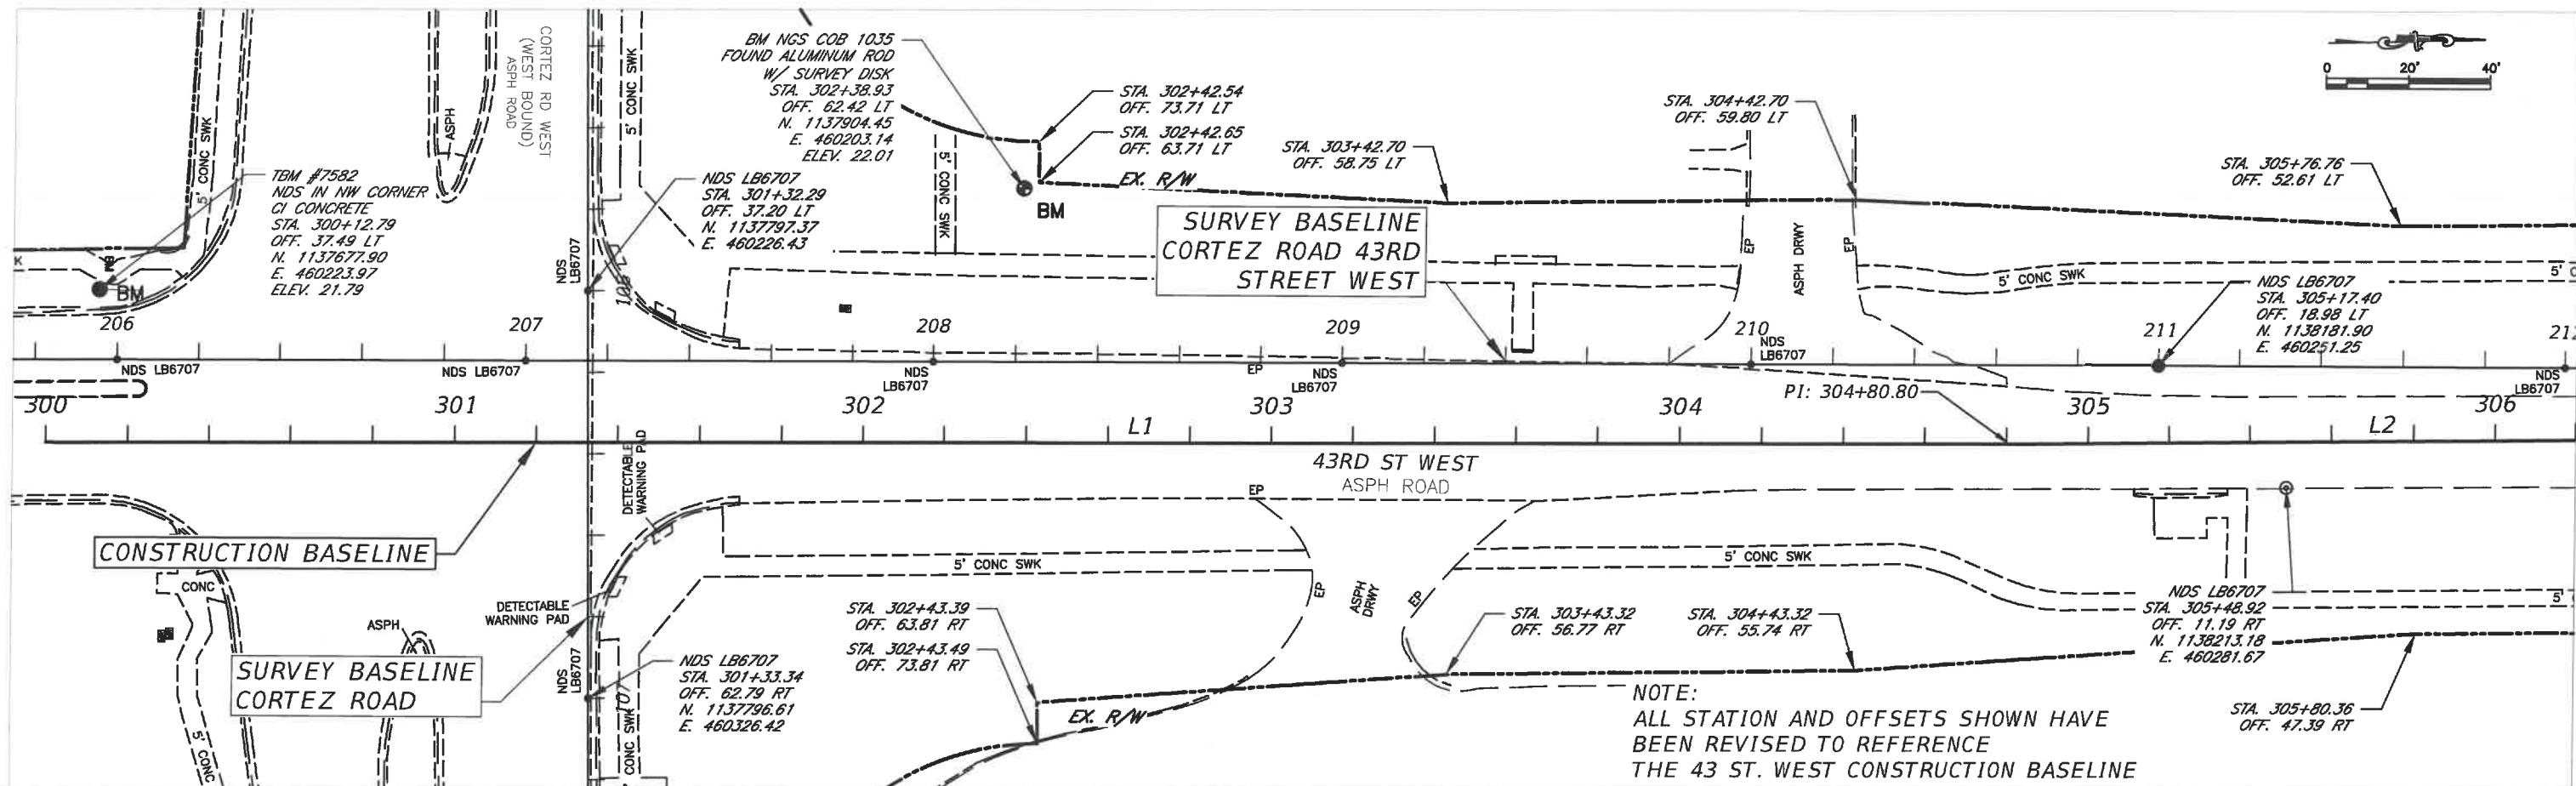 CORTEZ RD WEST
(WEST BOUND)
ASPH ROAD
5' CONC SWK
ASPH
5' CONC SWK
BM NGS COB 1035
FOUND ALUMINUM ROD
W/ SURVEY DISK
STA. 302+38.93
OFF. 62.42 LT
N. 1137904.45
E. 460203.14
ELEV. 22.01
STA. 302+42.54
OFF. 73.71 LT
STA. 302+42.65
OFF. 63.71 LT
STA. 303+42.70
OFF. 58.75 LT
STA. 304+42.70
OFF. 59.80 LT
0 20' 40'
STA. 305+76.76
OFF. 52.61 LT
TBM #7582
NDS IN NW CORNER
CI CONCRETE
STA. 300+12.79
OFF. 37.49 LT
N. 1137677.90
E. 460223.97
ELEV. 21.79
NDS LB6707
STA. 301+32.29
OFF. 37.20 LT
N. 1137797.37
E. 460226.43
5' CONC SWK
BM
EX. R/W
SURVEY BASELINE
CORTEZ ROAD 43RD
STREET WEST
EP
ASPH DRWY
EP
5' CONC SWK
5' C
NDS LB6707
STA. 305+17.40
OFF. 18.98 LT
N. 1138181.90
E. 460251.25
K
BM
BM
NDS
LB6707
206
207
208
209
210
211
212
NDS LB6707
NDS LB6707
NDS
LB6707
EP
NDS
LB6707
NDS
LB6707
NDS
LB6707
PI: 304+80.80
300
301
302
303
304
305
306
L1
L2
43RD ST WEST
ASPH ROAD
DETECTABLE
WARNING PAD
EP
CONSTRUCTION BASELINE
5' CONC SWK
5' CONC SWK
CONC
DETECTABLE
WARNING PAD
ASPH
EP
ASPH
DRWY
EP
STA. 302+43.39
OFF. 63.81 RT
STA. 302+43.49
OFF. 73.81 RT
STA. 303+43.32
OFF. 56.77 RT
STA. 304+43.32
OFF. 55.74 RT
NDS LB6707
STA. 305+48.92
OFF. 11.19 RT
N. 1138213.18
E. 460281.67
5'
SURVEY BASELINE
CORTEZ ROAD
NDS
LB6707
107
NDS LB6707
STA. 301+33.34
OFF. 62.79 RT
N. 1137796.61
E. 460326.42
EX. R/W
5' CONC
CONC SWK
STA. 305+80.36
OFF. 47.39 RT
NOTE:
ALL STATION AND OFFSETS SHOWN HAVE
BEEN REVISED TO REFERENCE
THE 43 ST. WEST CONSTRUCTION BASELINE